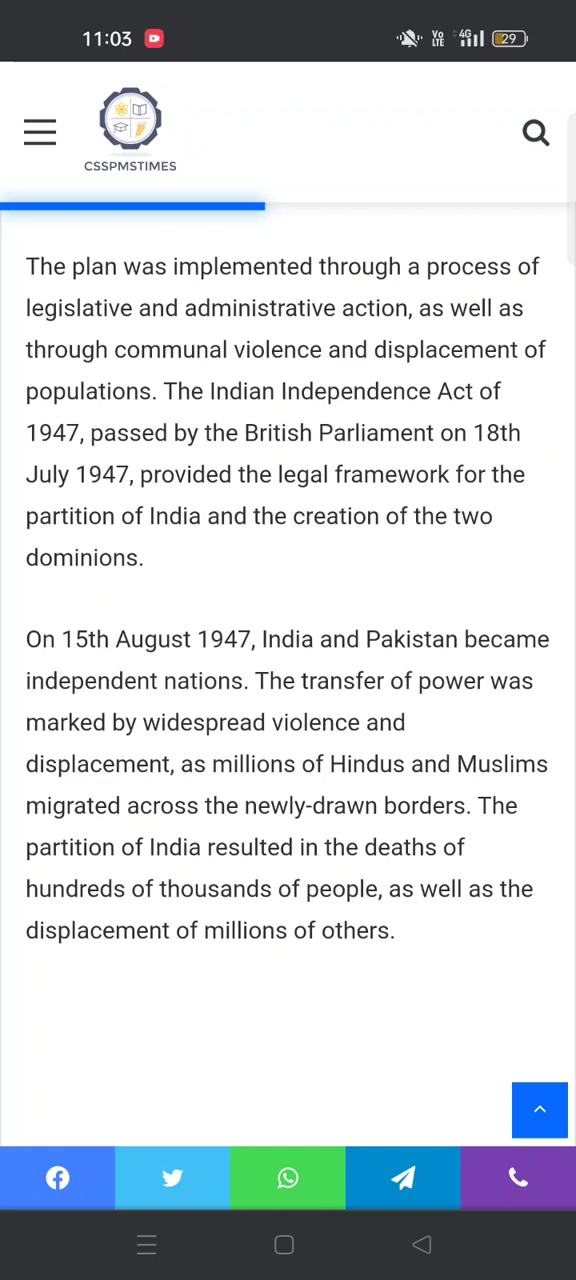 11:03
Vo
LTE
4G
29
CSSPMSTIMES
The plan was implemented through a process of
legislative and administrative action, as well as
through communal violence and displacement of
populations. The Indian Independence Act of
1947, passed by the British Parliament on 18th
July 1947, provided the legal framework for the
partition of India and the creation of the two
dominions.
On 15th August 1947, India and Pakistan became
independent nations. The transfer of power was
marked by widespread violence and
displacement, as millions of Hindus and Muslims
migrated across the newly-drawn borders. The
partition of India resulted in the deaths of
hundreds of thousands of people, as well as the
displacement of millions of others.